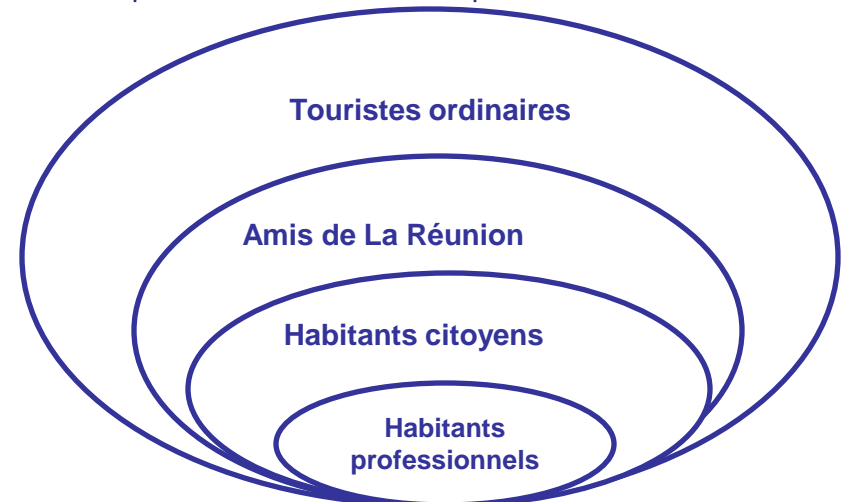 Touristes ordinaires
Amis de La Réunion
Habitants citoyens
Habitants
professionnels